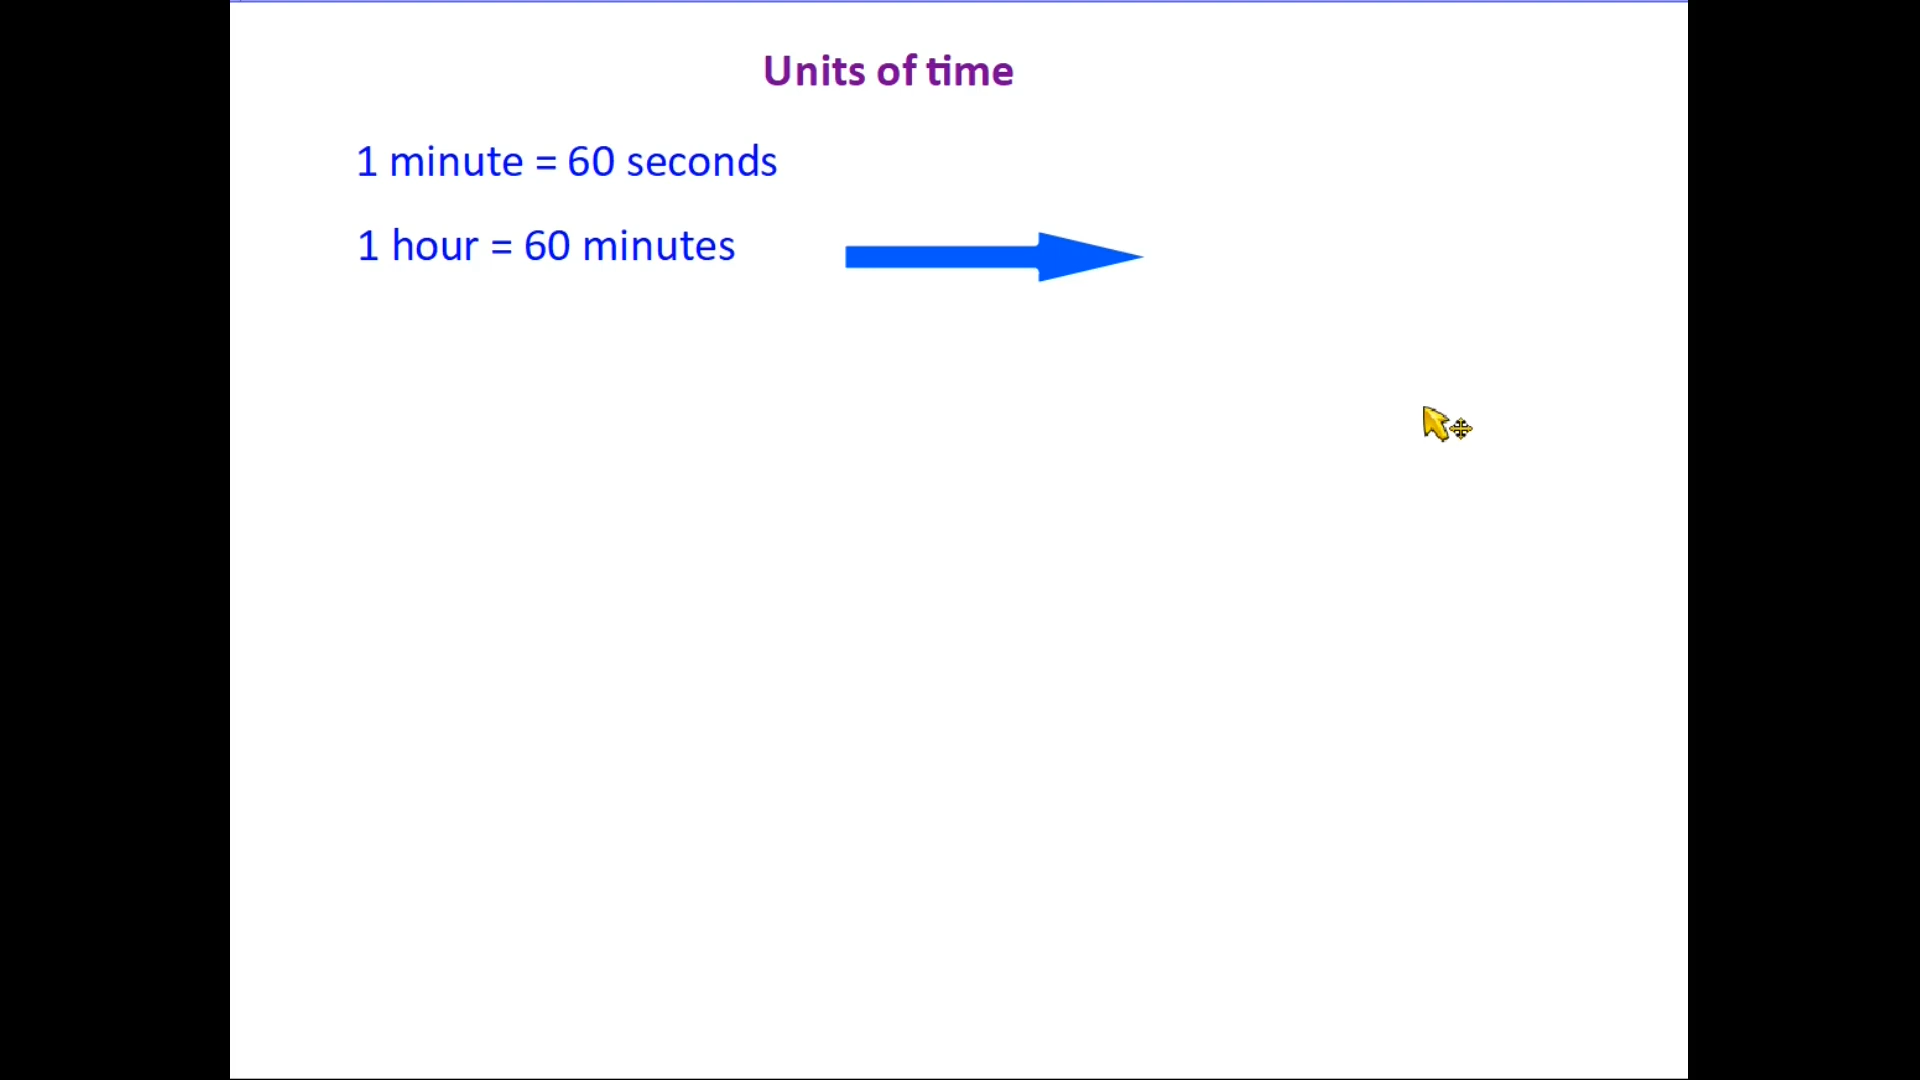 Units of time
1 minute = 60 seconds
1 hour = 60 minutes